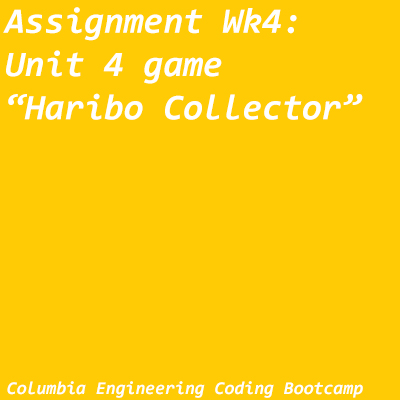 Assignment Wk4:
Unit 4 game
“Haribo Collector”
Columbia Engineering Coding Bootcamp